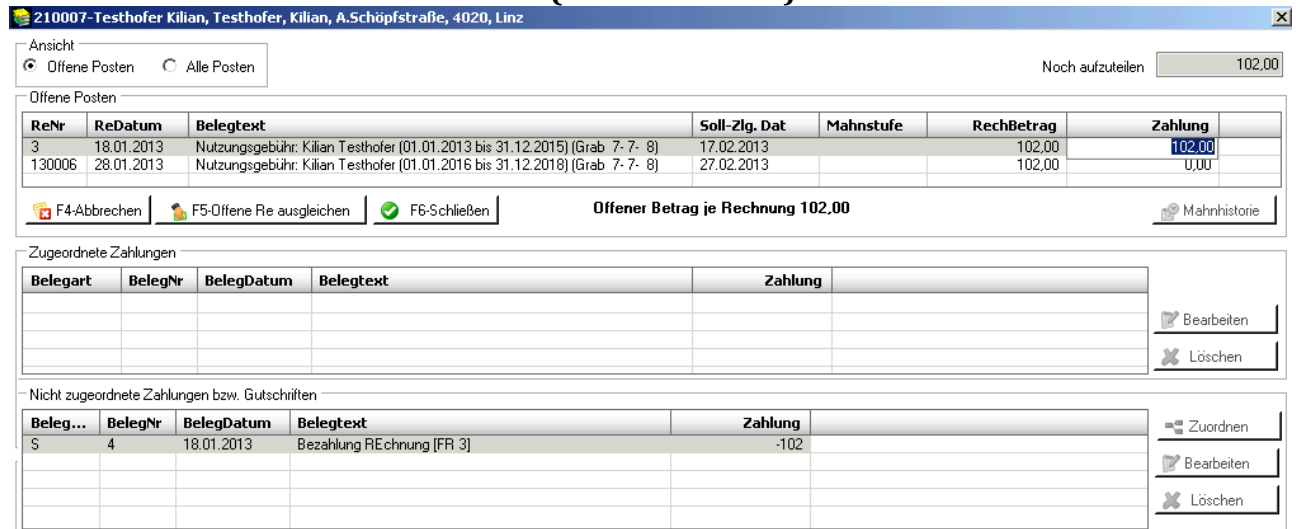 210007-Testhofer Kilian, Testhofer, Kilian, A.Schöpfstraße, 4020, Linz
Ansicht
Offene Posten Alle Posten
Noch aufzuteilen 102,00
Offene Posten
ReNr ReDatum Belegtext Soll-Zlg. Dat Mahnstufe RechBetrag Zahlung
3 18.01.2013 Nutzungsgebühr: Kilian Testhofer (01.01.2013 bis 31.12.2015) (Grab 7- 7- 8) 17.02.2013 102,00 102,00
130006 28.01.2013 Nutzungsgebühr: Kilian Testhofer (01.01.2016 bis 31.12.2018) (Grab 7- 7- 8) 27.02.2013 102,00 0,00
F4-Abbrechen F5-Offene Re ausgleichen F6-Schließen Offener Betrag je Rechnung 102,00 Mahnhistorie
Zugeordnete Zahlungen
Belegart BelegNr BelegDatum Belegtext Zahlung
Bearbeiten
Löschen
Nicht zugeordnete Zahlungen bzw. Gutschriften
Beleg... BelegNr BelegDatum Belegtext Zahlung
Zuordnen
S 4 18.01.2013 Bezahlung REchnung [FR 3] -102
Bearbeiten
Löschen